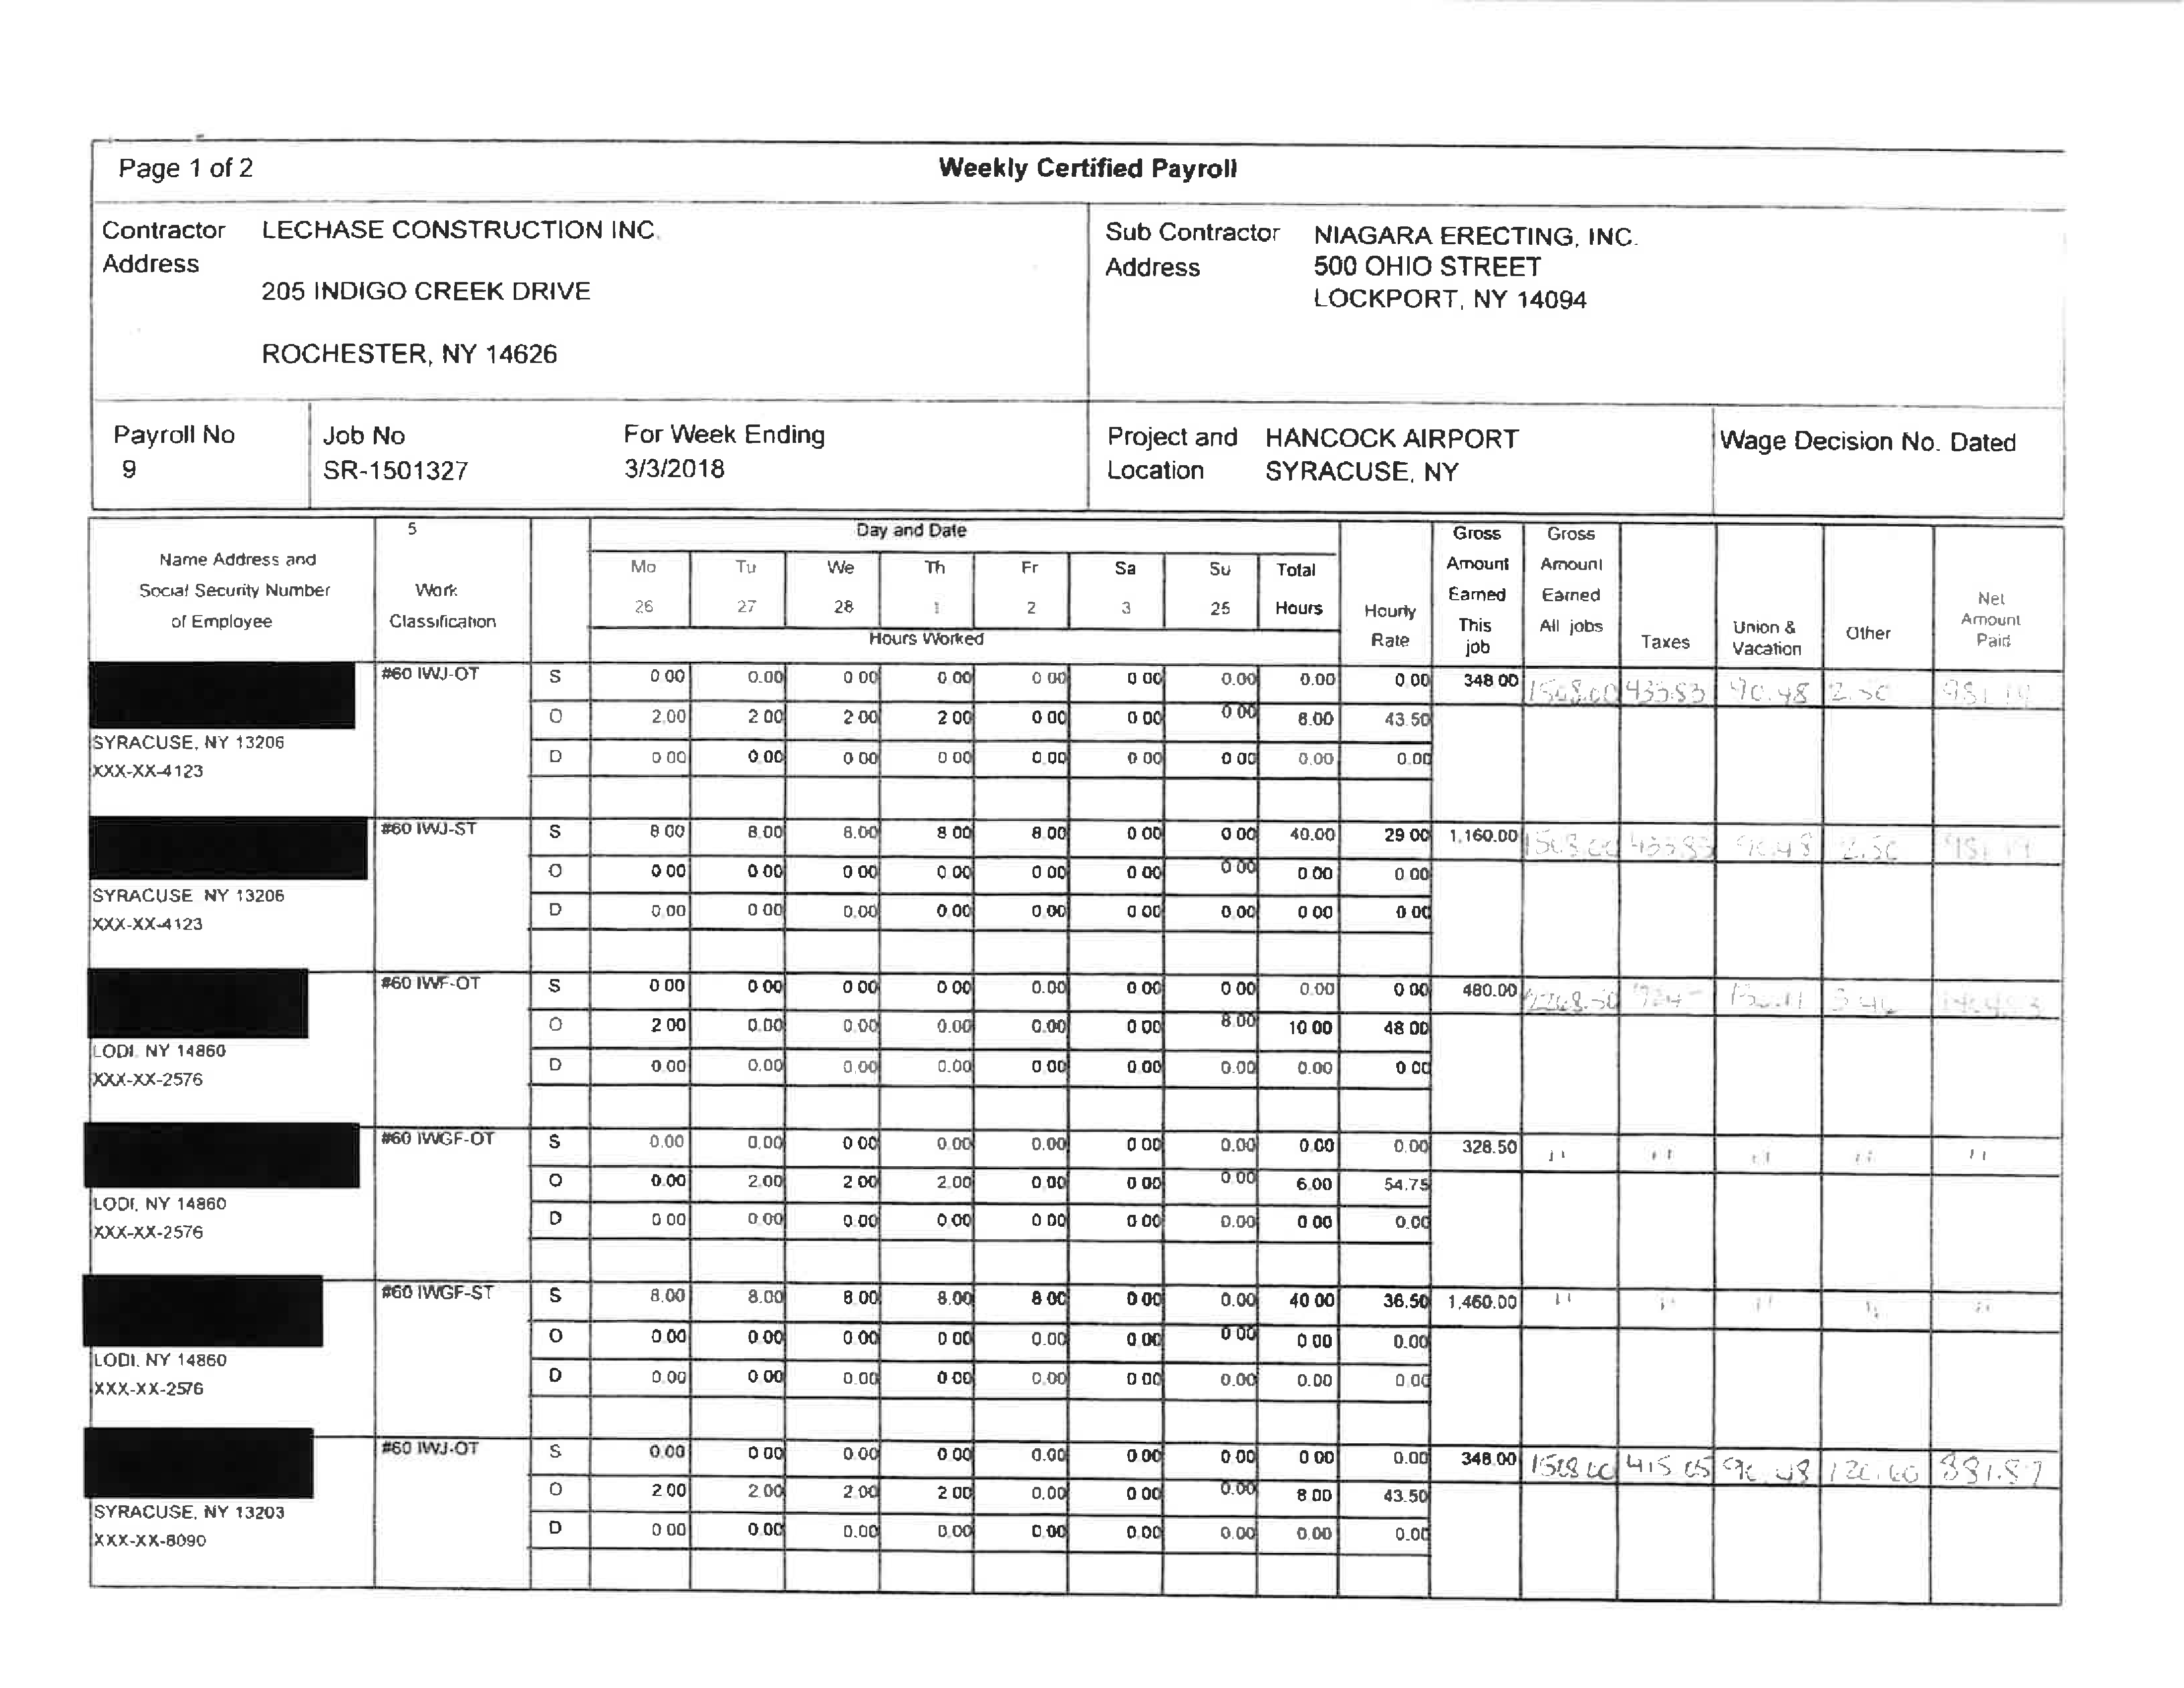 Page 1 of 2
Weekly Certified Payroll
Contractor LECHASE CONSTRUCTION INC.
Address
205 INDIGO CREEK DRIVE
ROCHESTER, NY 14626
Sub Contractor NIAGARA ERECTING, INC.
Address 500 OHIO STREET
LOCKPORT, NY 14094
Payroll No Job No For Week Ending Project and HANCOCK AIRPORT Wage Decision No. Dated
9 SR-1501327 3/3/2018 Location SYRACUSE, NY
Name Address and Social Security Number of Employee
5 Work Classification
Day and Date
Mo Tu We Th Fr Sa Su Total
26 27 28 1 2 3 25 Hours
Hours Worked
Hourly Rate
Gross Amount Earned This job
Gross Amount Earned All jobs
Taxes
Union & Vacation
Other
Net Amount Paid
#60 IWJ-OT S 0 00 0.00 0 00 0 00 0 00 0 00 0.00 0.00 0 00 348 00 1508.00 433.83 90.48 2.50
O 2.00 2 00 2 00 2 00 0 00 0 00 0 00 8.00 43.50
SYRACUSE, NY 13206
D 0 00 0.00 0 00 0 00 0.00 0 00 0 00 0.00 0.00
XXX-XX-4123
#60 IWJ-ST S 8 00 8.00 8.00 8 00 8 00 0 00 0 00 40.00 29 00 1,160.00 1508.00 433.83 90.48 2.50
O 0 00 0 00 0 00 0 00 0 00 0 00 0 00 0 00 0 00
SYRACUSE NY 13206
D 0.00 0 00 0.00 0 00 0.00 0 00 0.00 0 00 0 00
XXX-XX-4123
#60 IWF-OT S 0 00 0 00 0 00 0 00 0.00 0 00 0 00 0.00 0 00 480.00
O 2 00 0.00 0.00 0.00 0.00 0 00 8.00 10 00 48 00
LODI, NY 14860
D 0.00 0.00 0.00 0.00 0 00 0 00 0.00 0.00 0 00
XXX-XX-2576
#60 IWGF-OT S 0.00 0.00 0 00 0.00 0.00 0 00 0.00 0 00 0.00 328.50 " " " " "
O 0.00 2.00 2 00 2.00 0 00 0 00 0.00 6.00 54.75
LODI, NY 14860
D 0 00 0.00 0.00 0 00 0 00 0 00 0.00 0 00 0.00
XXX-XX-2576
#60 IWGF-ST S 8.00 8.00 8 00 8.00 8 00 0 00 0.00 40 00 36.50 1,460.00 " " " " "
O 0 00 0 00 0 00 0 00 0.00 0 00 0 00 0 00 0.00
LODI, NY 14860
D 0.00 0 00 0.00 0 00 0.00 0 00 0.00 0.00 0.00
XXX-XX-2576
#60 IWJ-OT S 0.00 0 00 0.00 0 00 0.00 0 00 0 00 0 00 0.00 348.00 1508.00 415.05 90.48 120.60 881.87
O 2 00 2 00 2 00 2 00 0.00 0 00 0.00 8 00 43.50
SYRACUSE, NY 13203
D 0 00 0.00 0.00 0.00 0.00 0.00 0.00 0.00 0.00
XXX-XX-8090